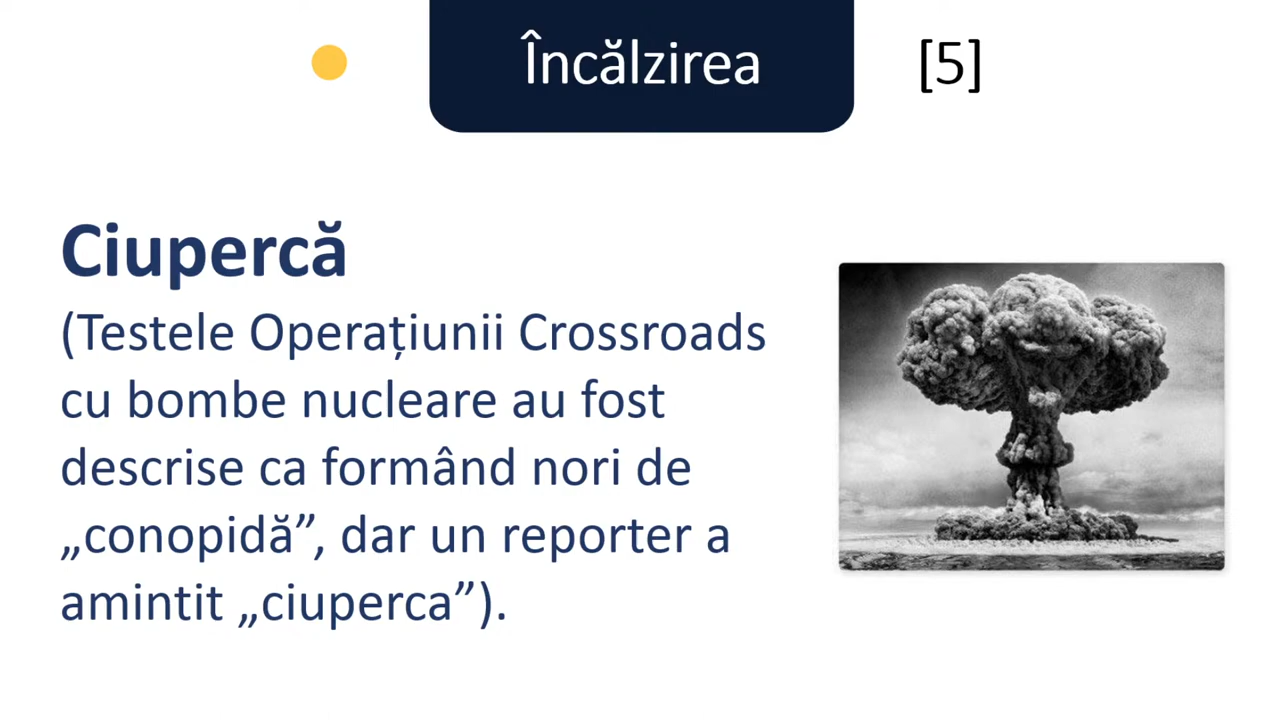 Încălzirea
[5]
Ciupercă
(Testele Operațiunii Crossroads
cu bombe nucleare au fost
descrise ca formând nori de
„conopidă”, dar un reporter a
amintit „ciuperca”).